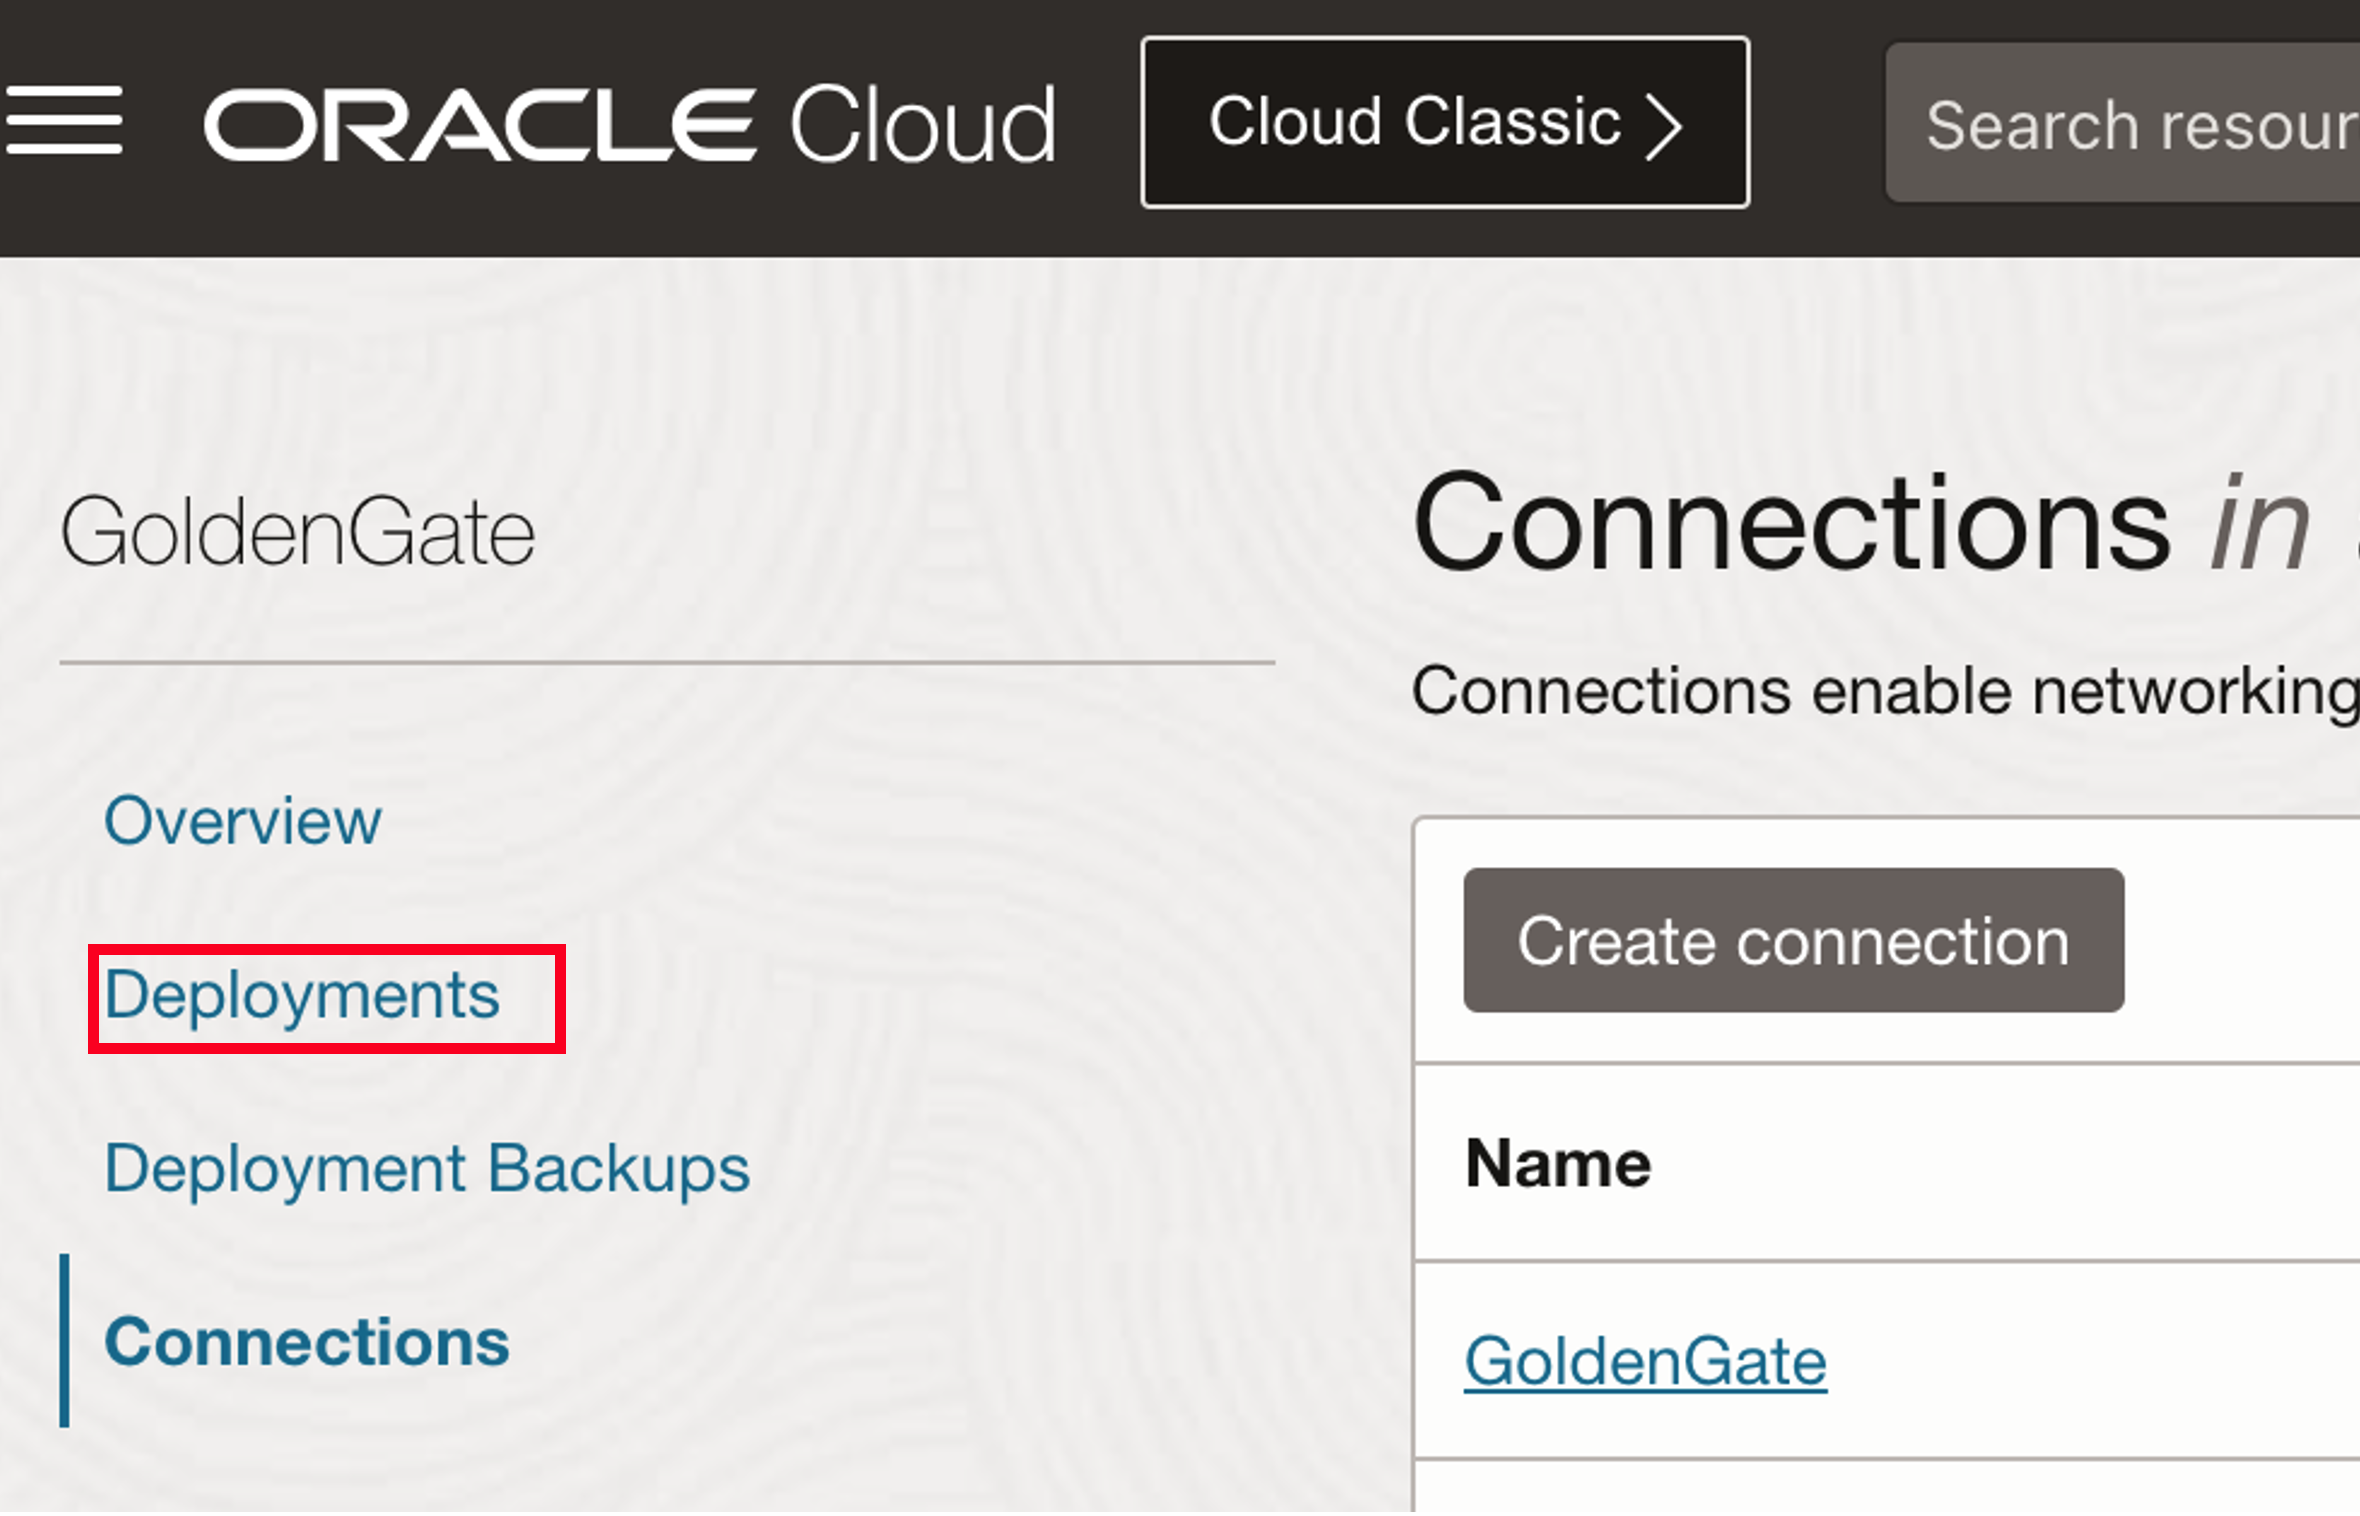 ORACLE Cloud
Cloud Classic
Search resour
GoldenGate
Overview
Deployments
Deployment Backups
Connections
Connections in
Connections enable networking
Create connection
Name
GoldenGate